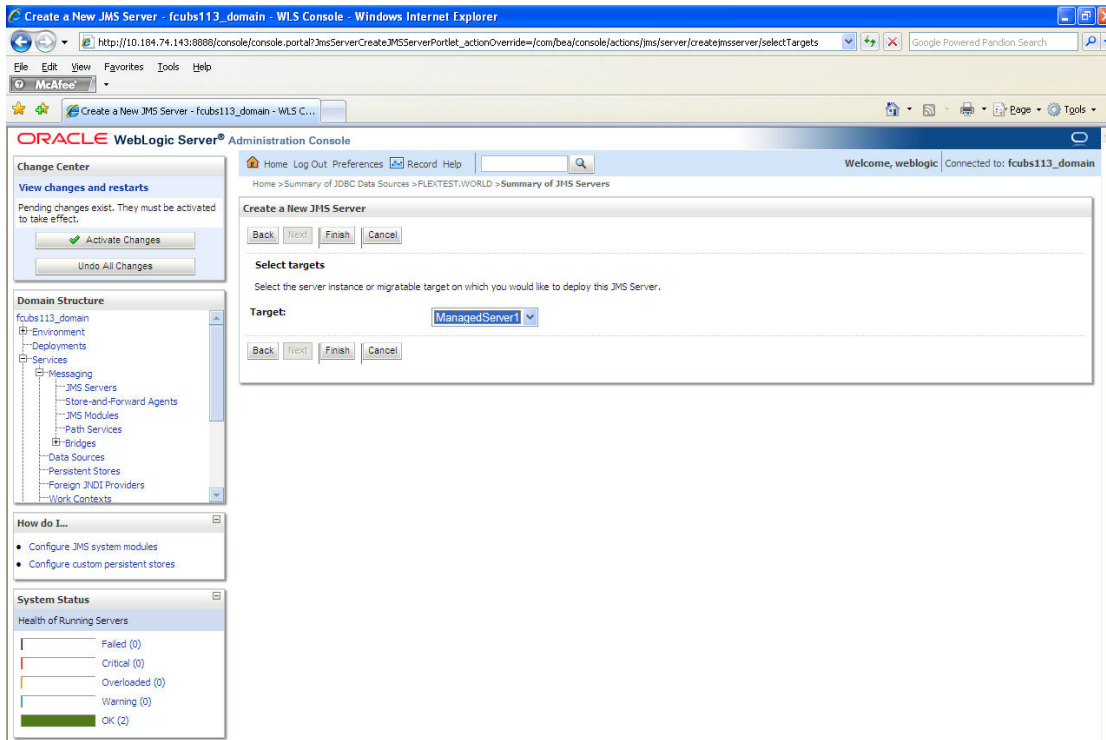 Create a New JMS Server - fcubs113_domain - WLS Console - Windows Internet Explorer
http://10.184.74.143:8888/console/console.portal?JmsServerCreateJMSServerPortlet_actionOverride=/com/bea/console/actions/jms/server/createjmsserver/selectTargets
Google Powered Pandion Search
File Edit View Favorites Tools Help
McAfee
Create a New JMS Server - fcubs113_domain - WLS C...
Page Tools
ORACLE WebLogic Server® Administration Console
Change Center
View changes and restarts
Pending changes exist. They must be activated
to take effect.
Activate Changes
Undo All Changes
Domain Structure
fcubs113_domain
Environment
Deployments
Services
Messaging
JMS Servers
Store-and-Forward Agents
JMS Modules
Path Services
Bridges
Data Sources
Persistent Stores
Foreign JNDI Providers
Work Contexts
How do I...
Configure JMS system modules
Configure custom persistent stores
System Status
Health of Running Servers
Failed (0)
Critical (0)
Overloaded (0)
Warning (0)
OK (2)
Home Log Out Preferences Record Help
Welcome, weblogic Connected to: fcubs113_domain
Home >Summary of JDBC Data Sources >FLEXTEST.WORLD >Summary of JMS Servers
Create a New JMS Server
Back Next Finish Cancel
Select targets
Select the server instance or migratable target on which you would like to deploy this JMS Server.
Target: ManagedServer1
Back Next Finish Cancel